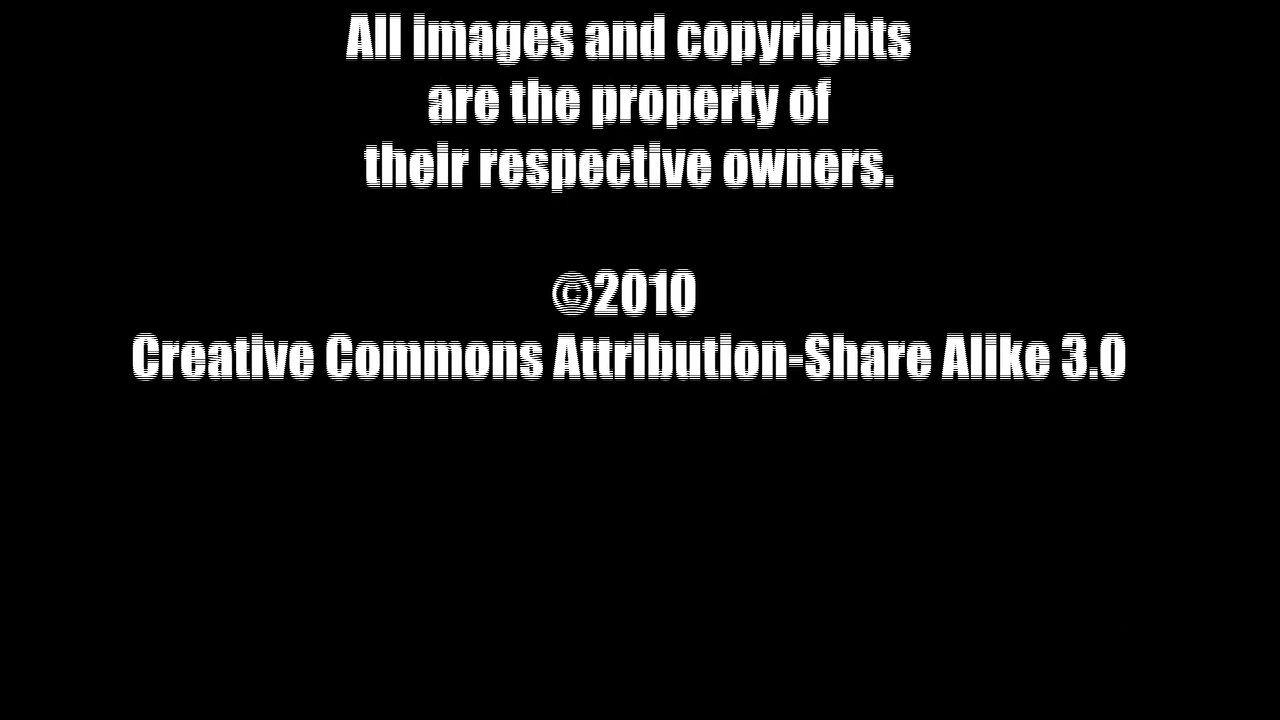 All images and copyrights
are the property of
their respective owners.
©2010
Creative Commons Attribution-Share Alike 3.0